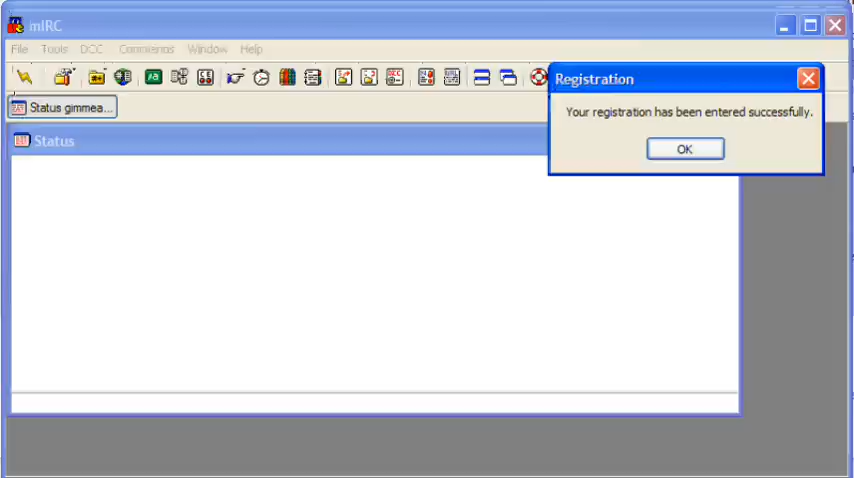 mIRC
File Tools DCC Commands Window Help
Registration
Your registration has been entered successfully.
Status gimmea...
Status
OK